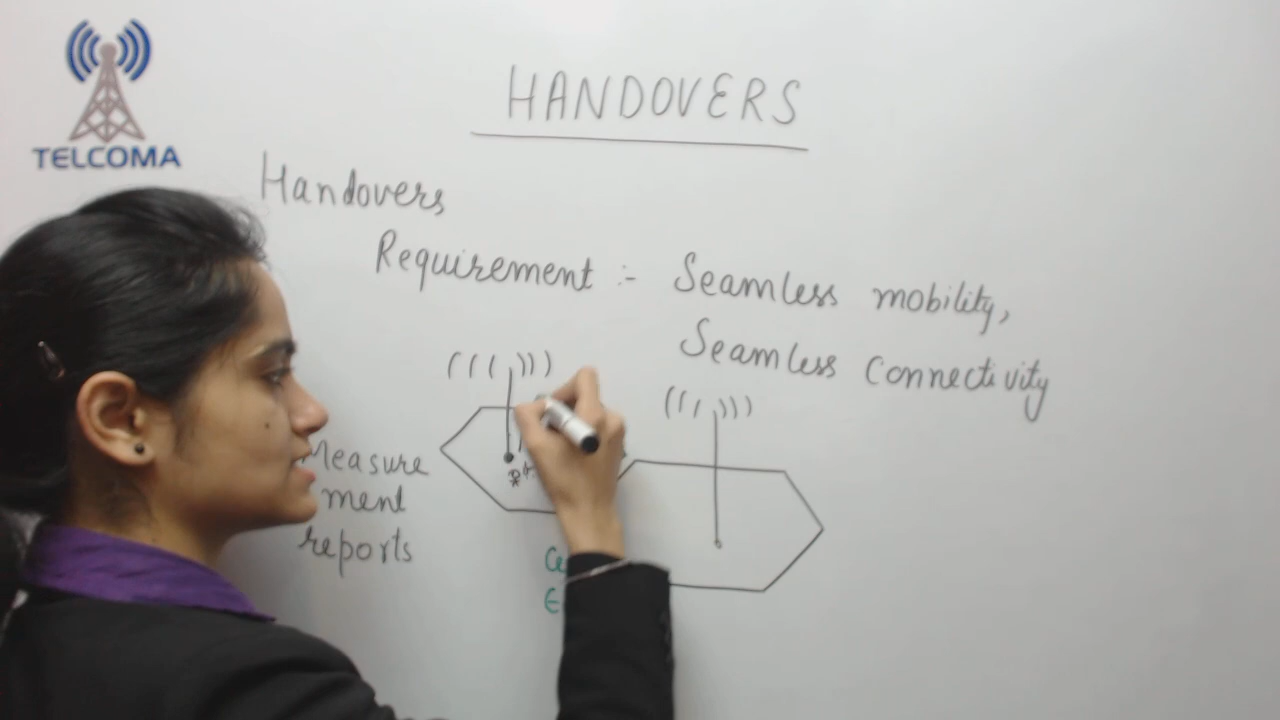 TELCOMA
HANDOVERS
Handovers
Requirement :- Seamless mobility,
Seamless Connectivity
Measure
ment
reports